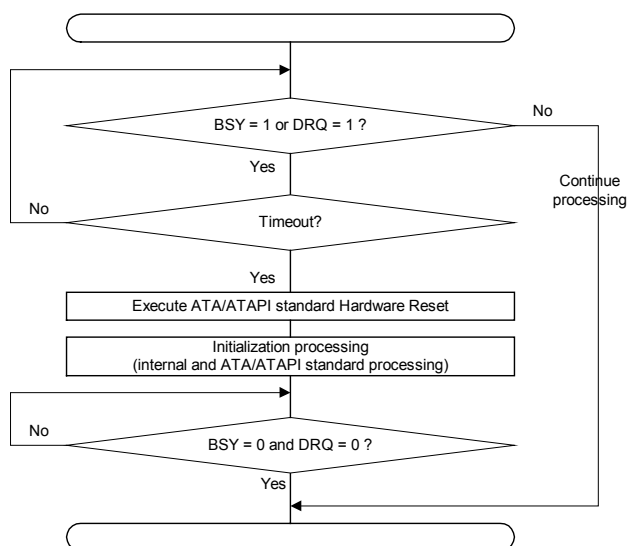 BSY = 1 or DRQ = 1 ?
No
Yes
Continue
processing
No
Timeout?
Yes
Execute ATA/ATAPI standard Hardware Reset
Initialization processing
(internal and ATA/ATAPI standard processing)
No
BSY = 0 and DRQ = 0 ?
Yes